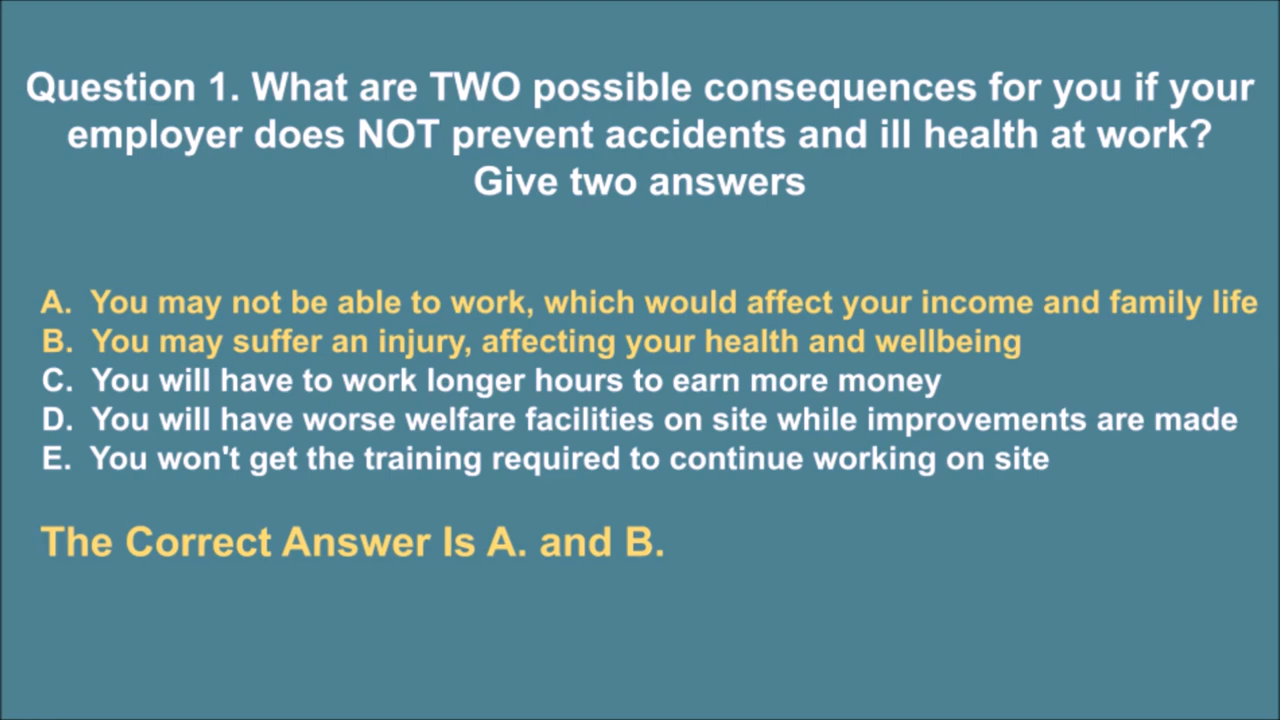 Question 1. What are TWO possible consequences for you if your
employer does NOT prevent accidents and ill health at work?
Give two answers
A. You may not be able to work, which would affect your income and family life
B. You may suffer an injury, affecting your health and wellbeing
C. You will have to work longer hours to earn more money
D. You will have worse welfare facilities on site while improvements are made
E. You won't get the training required to continue working on site
The Correct Answer Is A. and B.